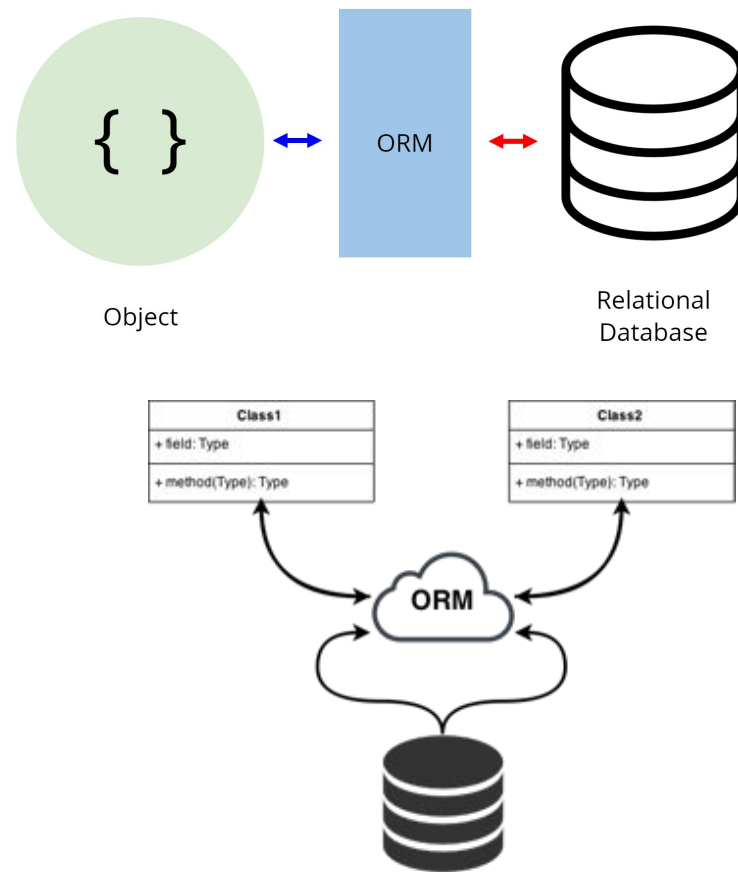 { }
ORM
Object
Relational
Database
Class1
+ field: Type
+ method(Type): Type
Class2
+ field: Type
+ method(Type): Type
ORM